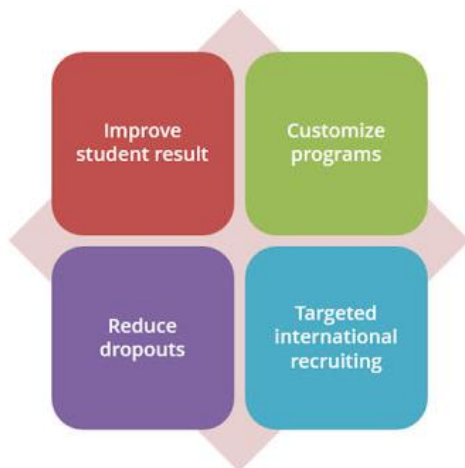 Improve
student result
Customize
programs
Reduce
dropouts
Targeted
international
recruiting